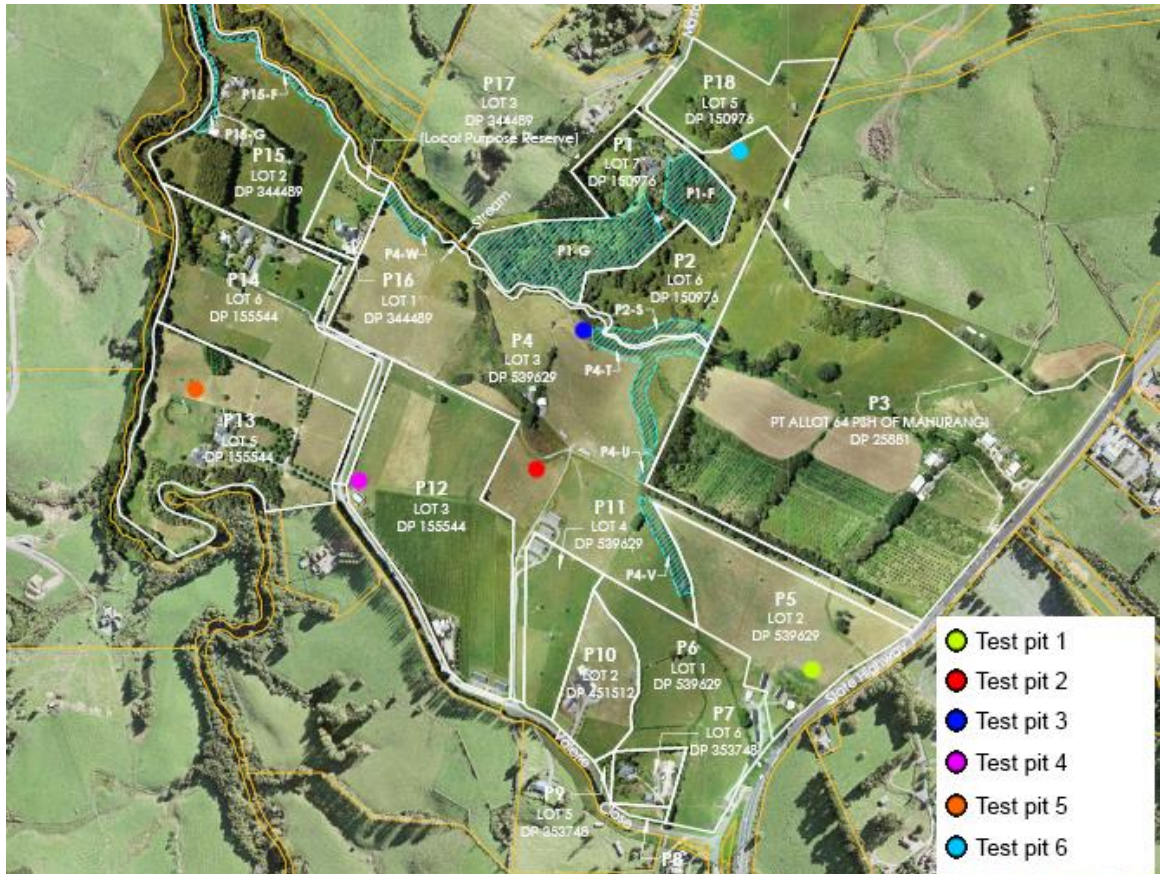 P15-F
P17
LOT 3
DP 344489
(Local Purpose Reserve)
P18
LOT 5
DP 150976
P15-G
P15
LOT 2
DP 344489
P1
LOT 7
DP 150976
P1-F
Stream
P1-G
P4-W
P14
LOT 6
DP 155544
P16
LOT 1
DP 344489
P2
LOT 6
DP 150976
P2-S
P4
LOT 3
DP 539629
P4-T
P3
PT ALLOT 64 PSH OF MAHURANGI
DP 25881
P13
LOT 5
DP 155544
P4-U
P12
LOT 3
DP 155544
P11
LOT 4
DP 539629
P4-V
P5
LOT 2
DP 539629
P6
LOT 1
DP 539629
P10
LOT 2
DP 451512
State Highway
P7
LOT 6
DP 353748
Valerie
Close
P9
LOT 5
DP 353748
P8
Test pit 1
Test pit 2
Test pit 3
Test pit 4
Test pit 5
Test pit 6